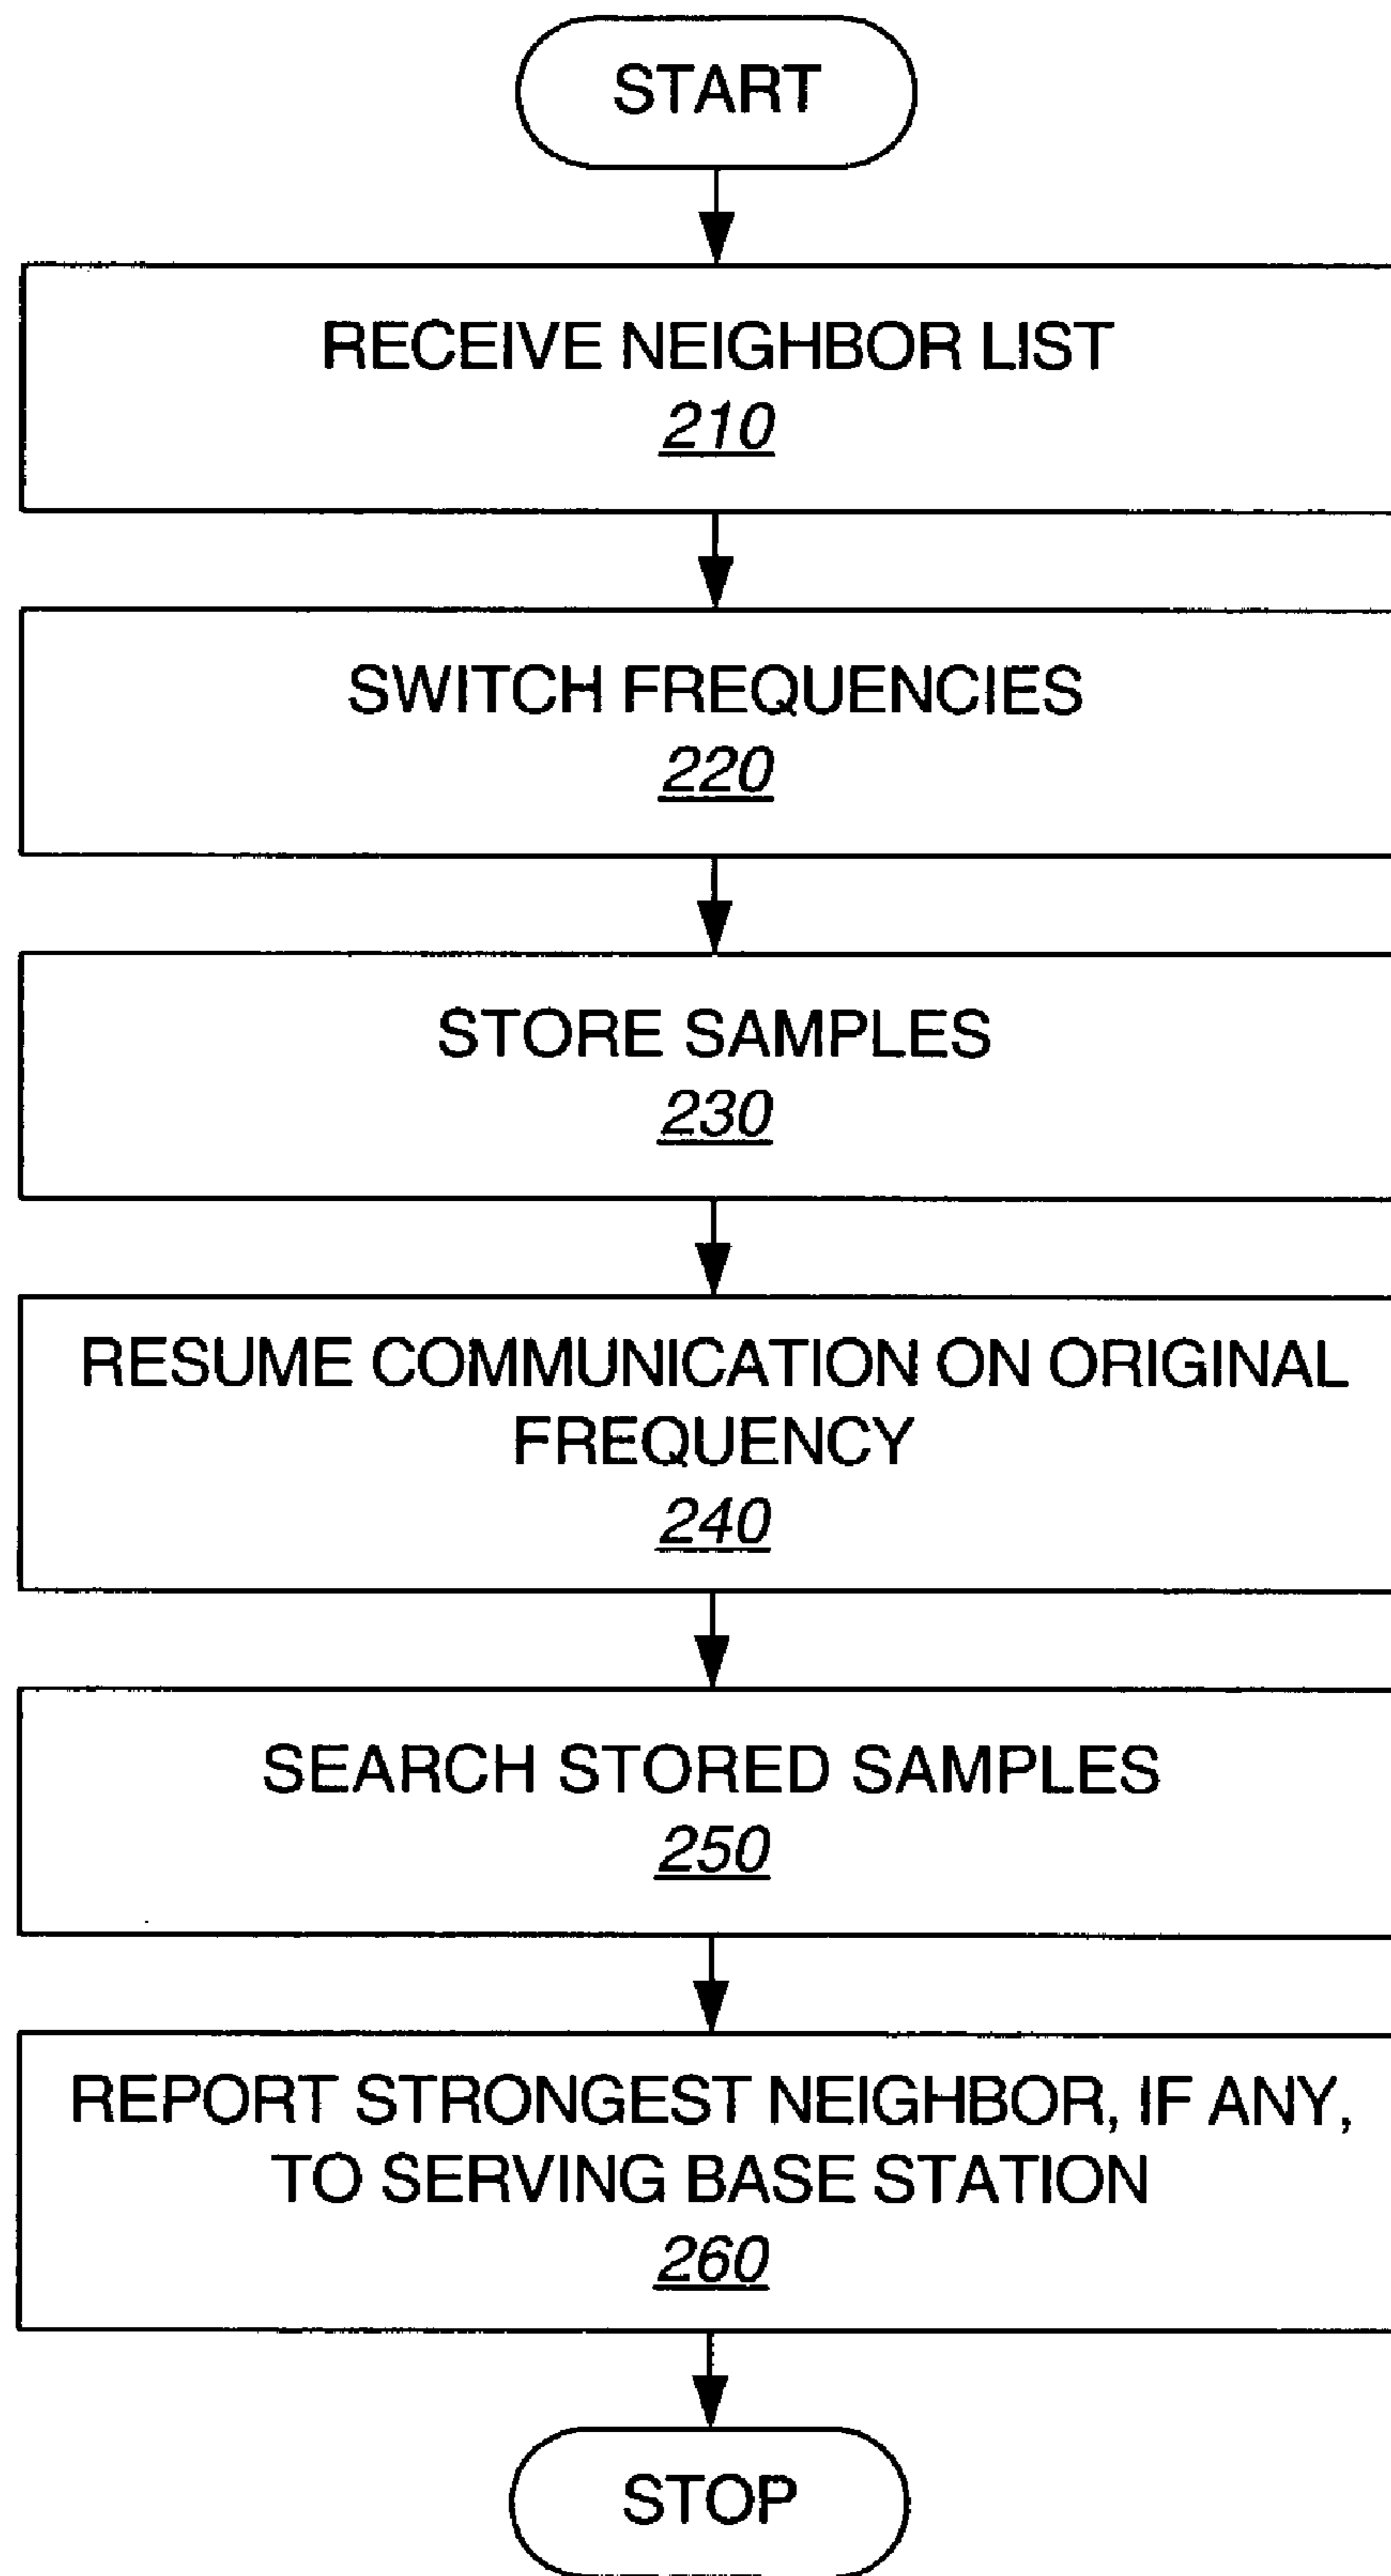 START
RECEIVE NEIGHBOR LIST
210
SWITCH FREQUENCIES
220
STORE SAMPLES
230
RESUME COMMUNICATION ON ORIGINAL
FREQUENCY
240
SEARCH STORED SAMPLES
250
REPORT STRONGEST NEIGHBOR, IF ANY,
TO SERVING BASE STATION
260
STOP